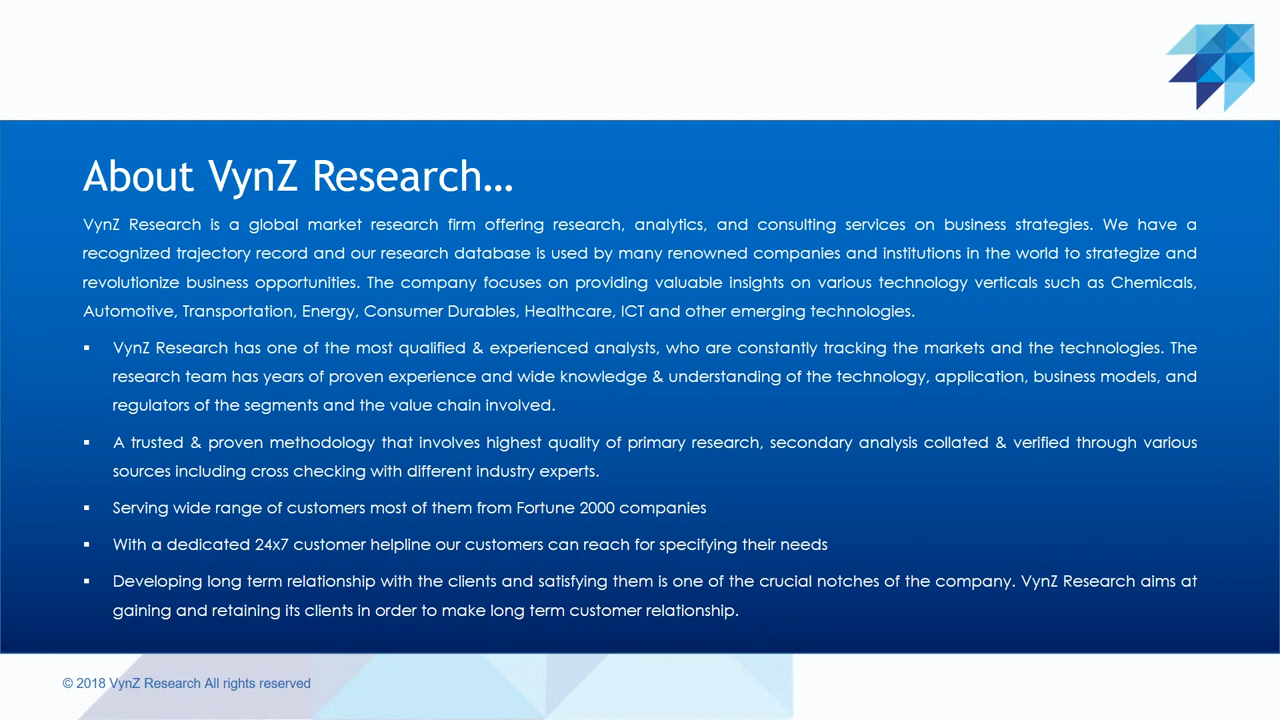 About VynZ Research...
VynZ Research is a global market research firm offering research, analytics, and consulting services on business strategies. We have a
recognized trajectory record and our research database is used by many renowned companies and institutions in the world to strategize and
revolutionize business opportunities. The company focuses on providing valuable insights on various technology verticals such as Chemicals,
Automotive, Transportation, Energy, Consumer Durables, Healthcare, ICT and other emerging technologies.
▪ VynZ Research has one of the most qualified & experienced analysts, who are constantly tracking the markets and the technologies. The
research team has years of proven experience and wide knowledge & understanding of the technology, application, business models, and
regulators of the segments and the value chain involved.
▪ A trusted & proven methodology that involves highest quality of primary research, secondary analysis collated & verified through various
sources including cross checking with different industry experts.
▪ Serving wide range of customers most of them from Fortune 2000 companies
▪ With a dedicated 24x7 customer helpline our customers can reach for specifying their needs
▪ Developing long term relationship with the clients and satisfying them is one of the crucial notches of the company. VynZ Research aims at
gaining and retaining its clients in order to make long term customer relationship.
© 2018 VynZ Research All rights reserved